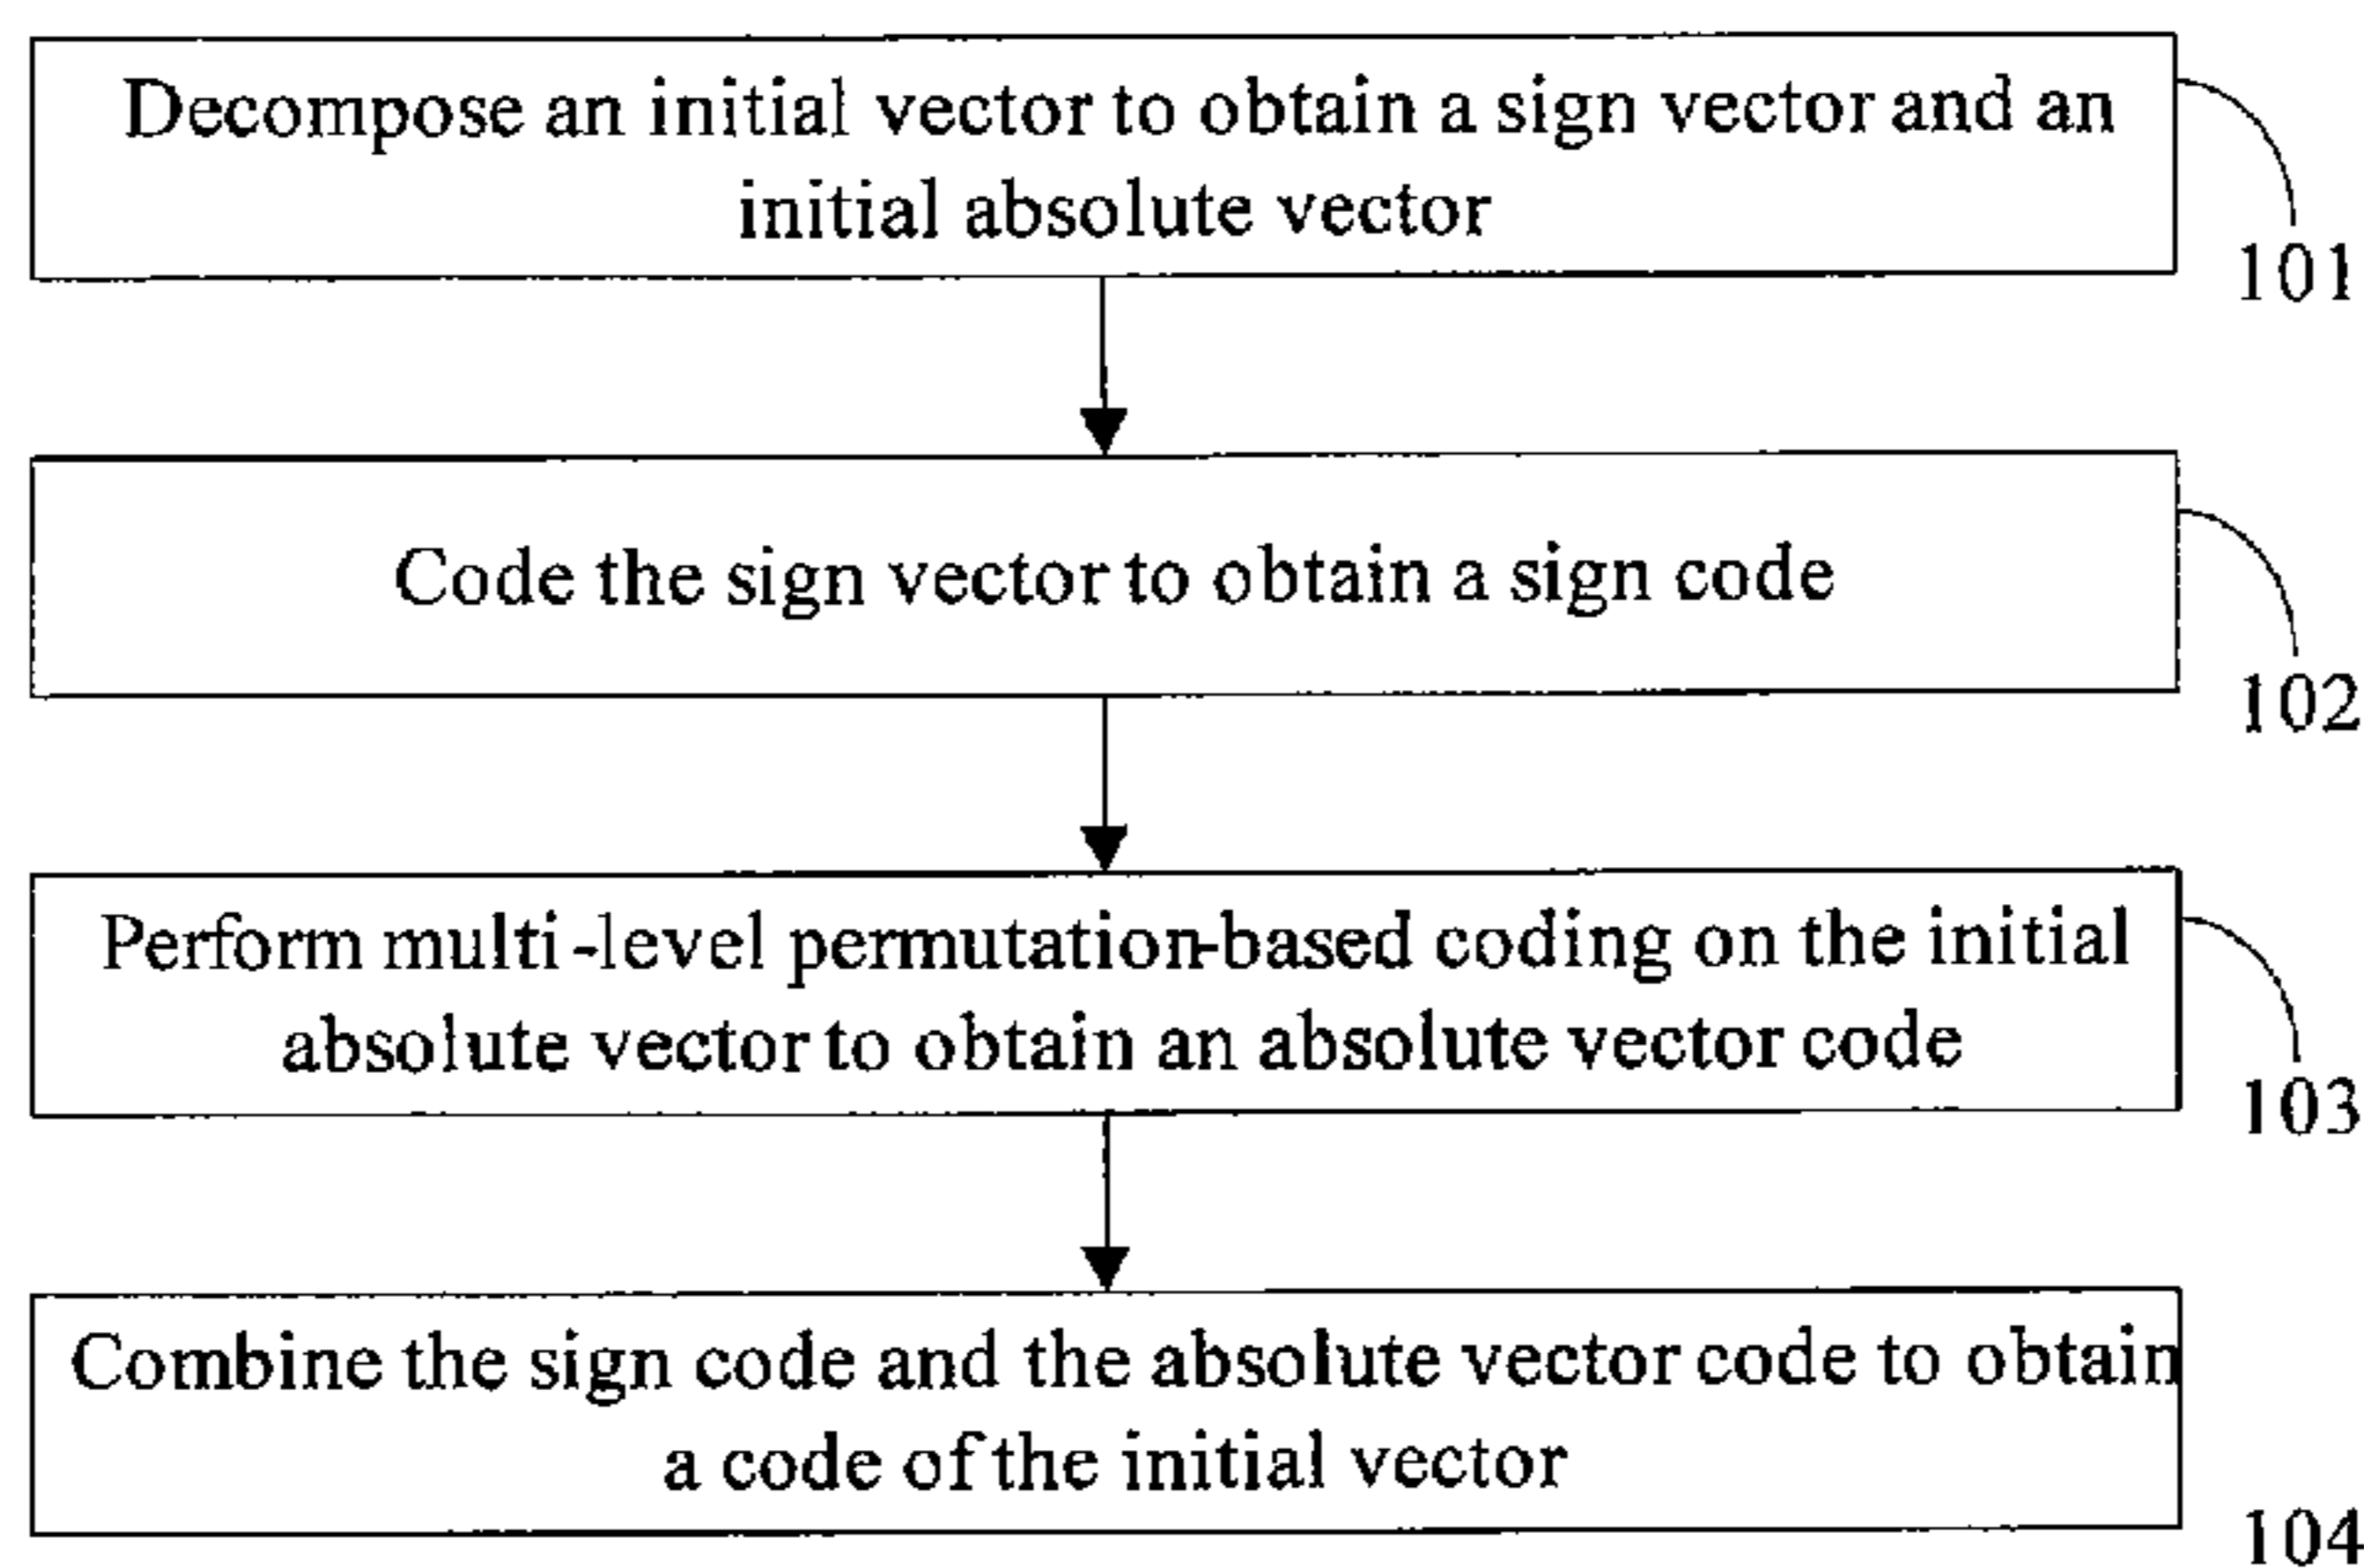 Decompose an initial vector to obtain a sign vector and an
initial absolute vector
101
Code the sign vector to obtain a sign code
102
Perform multi-level permutation-based coding on the initial
absolute vector to obtain an absolute vector code
103
Combine the sign code and the absolute vector code to obtain
a code of the initial vector
104